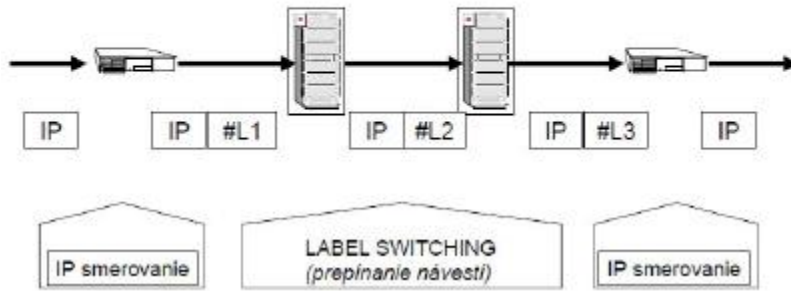 IP
IP #L1
IP #L2
IP #L3
IP
IP smerovanie
LABEL SWITCHING
(prepínanie návestí)
IP smerovanie